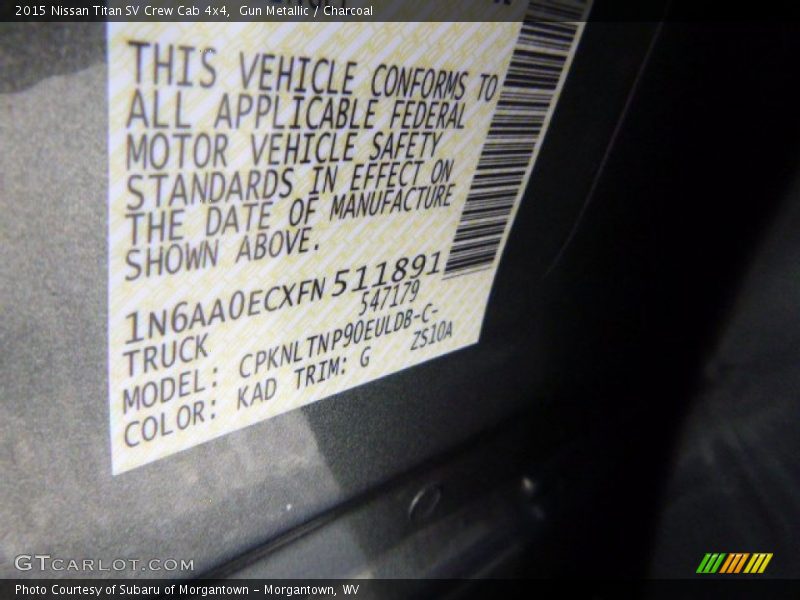 2015 Nissan Titan SV Crew Cab 4x4, Gun Metallic / Charcoal
THIS VEHICLE CONFORMS TO
ALL APPLICABLE FEDERAL
MOTOR VEHICLE SAFETY
STANDARDS IN EFFECT ON
THE DATE OF MANUFACTURE
SHOWN ABOVE.
1N6AA0ECXFN511891
TRUCK 547179
MODEL: CPKNLTNP90EULDB-C-
COLOR: KAD TRIM: G ZS10A
GTCARLOT.COM
Photo Courtesy of Subaru of Morgantown - Morgantown, WV